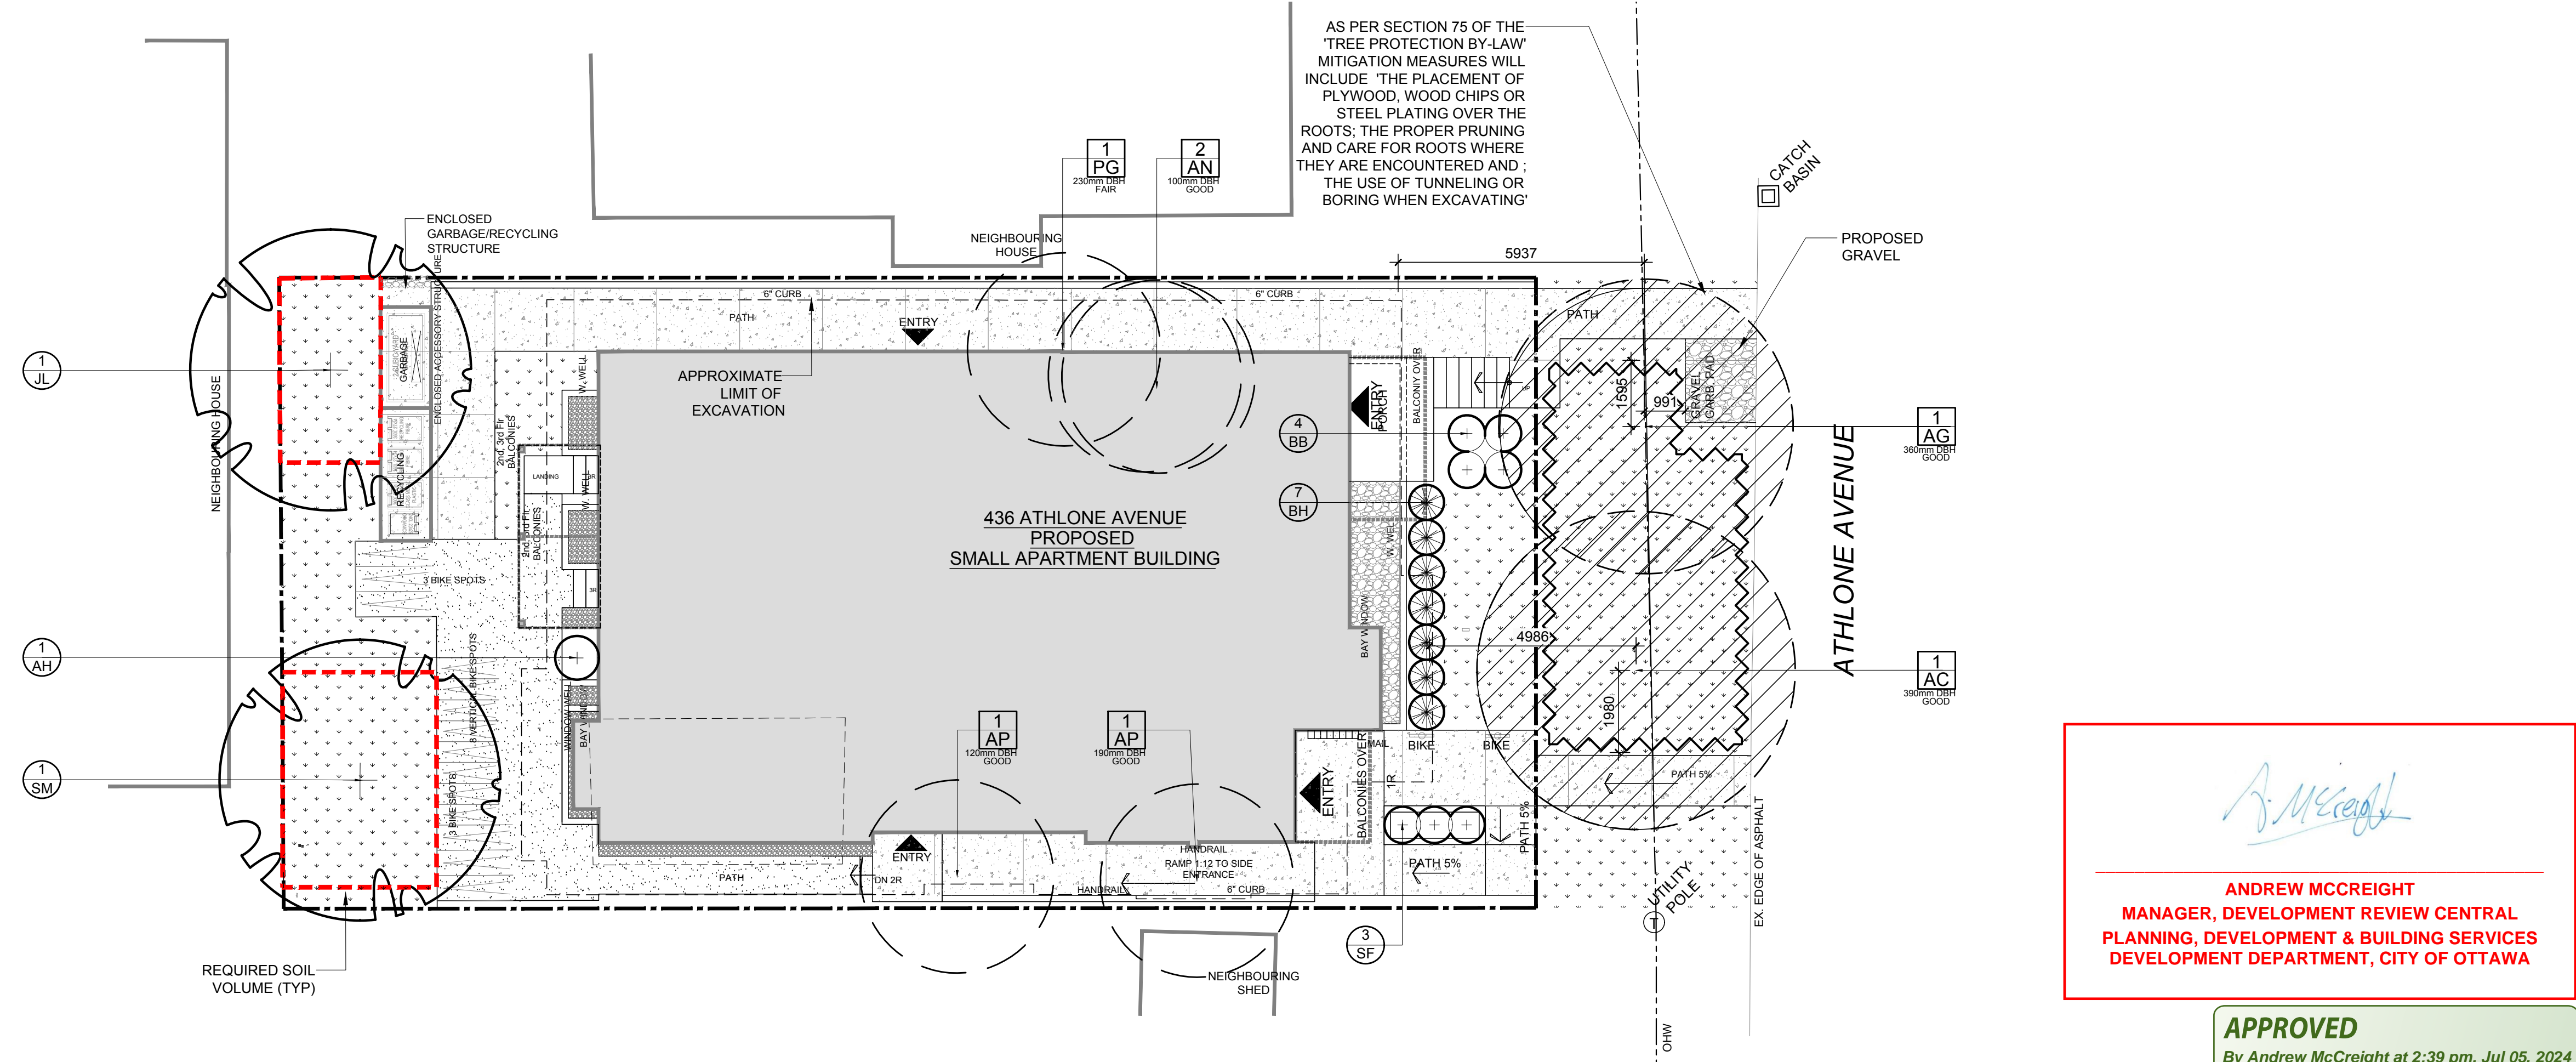 AS PER SECTION 75 OF THE
'TREE PROTECTION BY-LAW'
MITIGATION MEASURES WILL
INCLUDE 'THE PLACEMENT OF
PLYWOOD, WOOD CHIPS OR
STEEL PLATING OVER THE
ROOTS; THE PROPER PRUNING
AND CARE FOR ROOTS WHERE
THEY ARE ENCOUNTERED AND ;
THE USE OF TUNNELING OR
BORING WHEN EXCAVATING'
CATCH
BASIN
1
PG
230mm DBH
FAIR
2
AN
100mm DBH
GOOD
ENCLOSED
GARBAGE/RECYCLING
STRUCTURE
NEIGHBOURING
HOUSE
5937
PROPOSED
GRAVEL
6" CURB
6" CURB
PATH
ENTRY
PATH
1
JL
NEIGHBOURING HOUSE
GARBAGE
ENCLOSED ACCESSORY STRUCTURE
RECYCLING
W. WELL
APPROXIMATE
LIMIT OF
EXCAVATION
2nd, 3rd Flr.
BALCONIES
LANDING
W. WELL
2nd, 3rd Flr.
BALCONIES
ENTRY
PORCH
BALCONIY OVER
UP
1595
991
GRAVEL
GARB. PAD
4
BB
7
BH
1
AG
360mm DBH
GOOD
ATHLONE AVENUE
436 ATHLONE AVENUE
PROPOSED
SMALL APARTMENT BUILDING
W. WELL
3 BIKE SPOTS
3R
BAY WINDOW
4986
1
AH
8 VERTICAL BIKE SPOTS
WINDOW WELL
BAY WINDOW
1980
1
AC
390mm DBH
GOOD
1
AP
120mm DBH
GOOD
1
AP
190mm DBH
GOOD
MAIL
BIKE
BIKE
1
SM
3 BIKE SPOTS
ENTRY
BALCONIES OVER
1R
PATH 5%
PATH 5%
PATH 5%
EX. EDGE OF ASPHALT
ENTRY
HANDRAIL
RAMP 1:12 TO SIDE
ENTRANCE
PATH
DN 2R
HANDRAIL
6" CURB
UTILITY
POLE
T
3
SF
REQUIRED SOIL
VOLUME (TYP)
NEIGHBOURING
SHED
OHW
A. McCreight
ANDREW MCCREIGHT
MANAGER, DEVELOPMENT REVIEW CENTRAL
PLANNING, DEVELOPMENT & BUILDING SERVICES
DEVELOPMENT DEPARTMENT, CITY OF OTTAWA
APPROVED
By Andrew McCreight at 2:39 pm, Jul 05, 2024